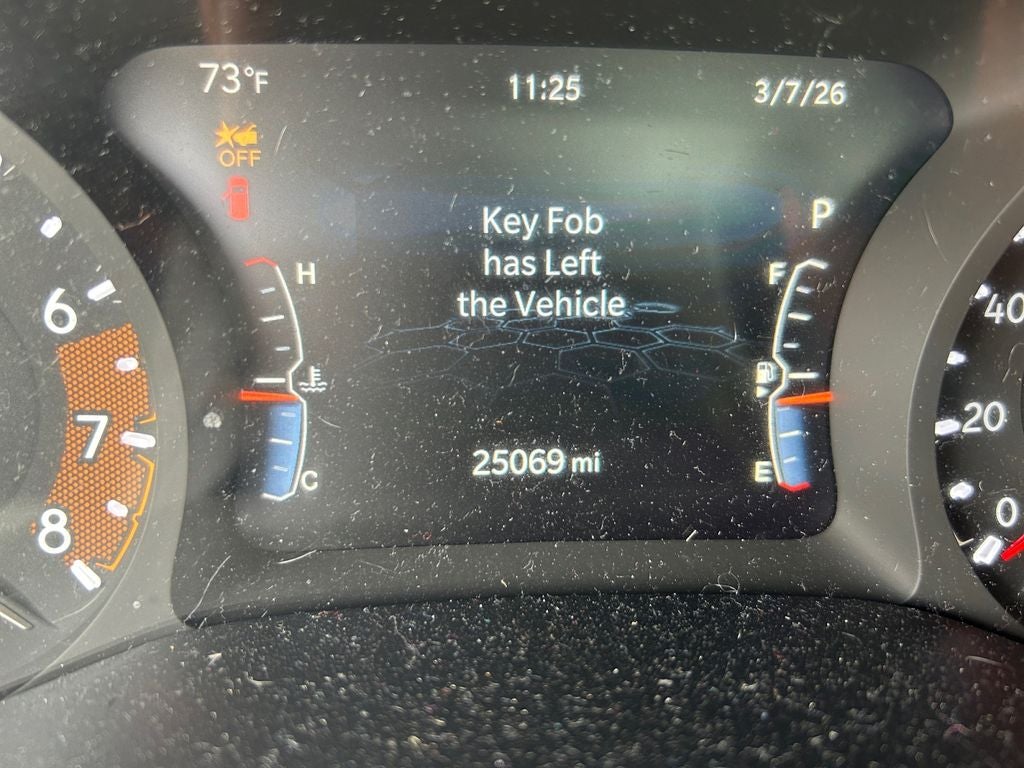 73°F 11:25 3/7/26
OFF
P
Key Fob
has Left
the Vehicle
H F
6 40
7 20
25069 mi
C E
8 0